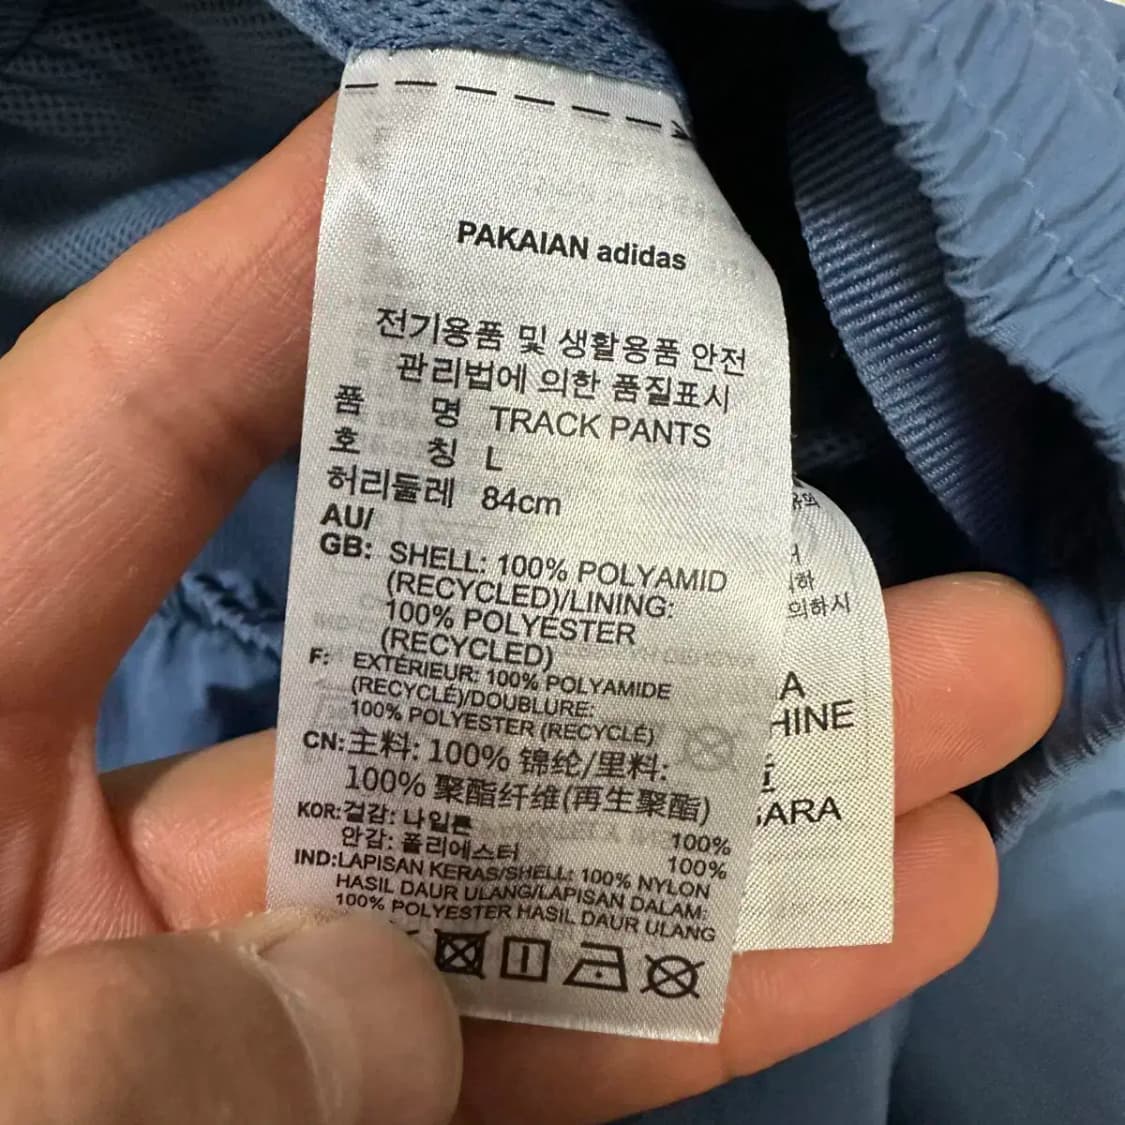 PAKAIAN adidas
전기용품 및 생활용품 안전
관리법에 의한 품질표시
품 명 TRACK PANTS
호 칭 L
허리둘레 84cm
AU/
GB: SHELL: 100% POLYAMID
(RECYCLED)/LINING:
100% POLYESTER
(RECYCLED)
F: EXTÉRIEUR: 100% POLYAMIDE
(RECYCLÉ)/DOUBLURE:
100% POLYESTER (RECYCLÉ)
CN: 主料: 100% 锦纶/里料:
100% 聚酯纤维(再生聚酯)
KOR: 겉감: 나일론 100%
안감: 폴리에스터 100%
IND: LAPISAN KERAS/SHELL: 100% NYLON
HASIL DAUR ULANG/LAPISAN DALAM:
100% POLYESTER HASIL DAUR ULANG
의하시
A
HINE
ARA